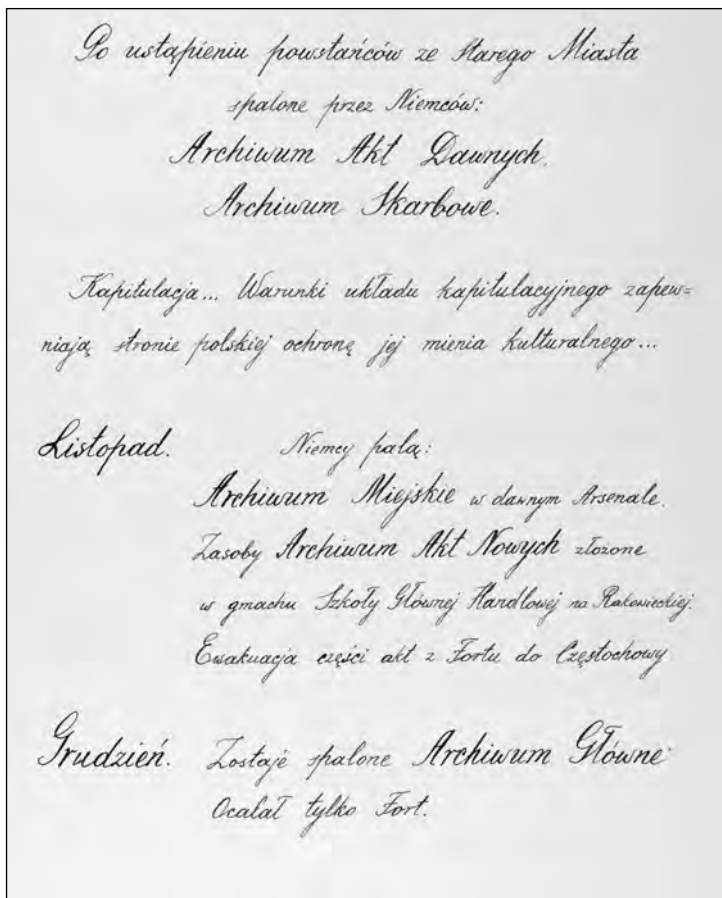 Po ustąpieniu powstańców ze Starego Miasta
spalone przez Niemców:
Archiwum Akt Dawnych.
Archiwum Skarbowe.
Kapitulacja... Warunki układu kapitulacyjnego zapew=
niają stronie polskiej ochronę jej mienia kulturalnego...
Listopad. Niemcy palą:
Archiwum Miejskie w dawnym Arsenale.
Zasoby Archiwum Akt Nowych złożone
w gmachu Szkoły Głównej Handlowej na Rakowieckiej.
Ewakuacja części akt z Fortu do Częstochowy
Grudzień. Zostaje spalone Archiwum Główne
Ocalał tylko Fort.